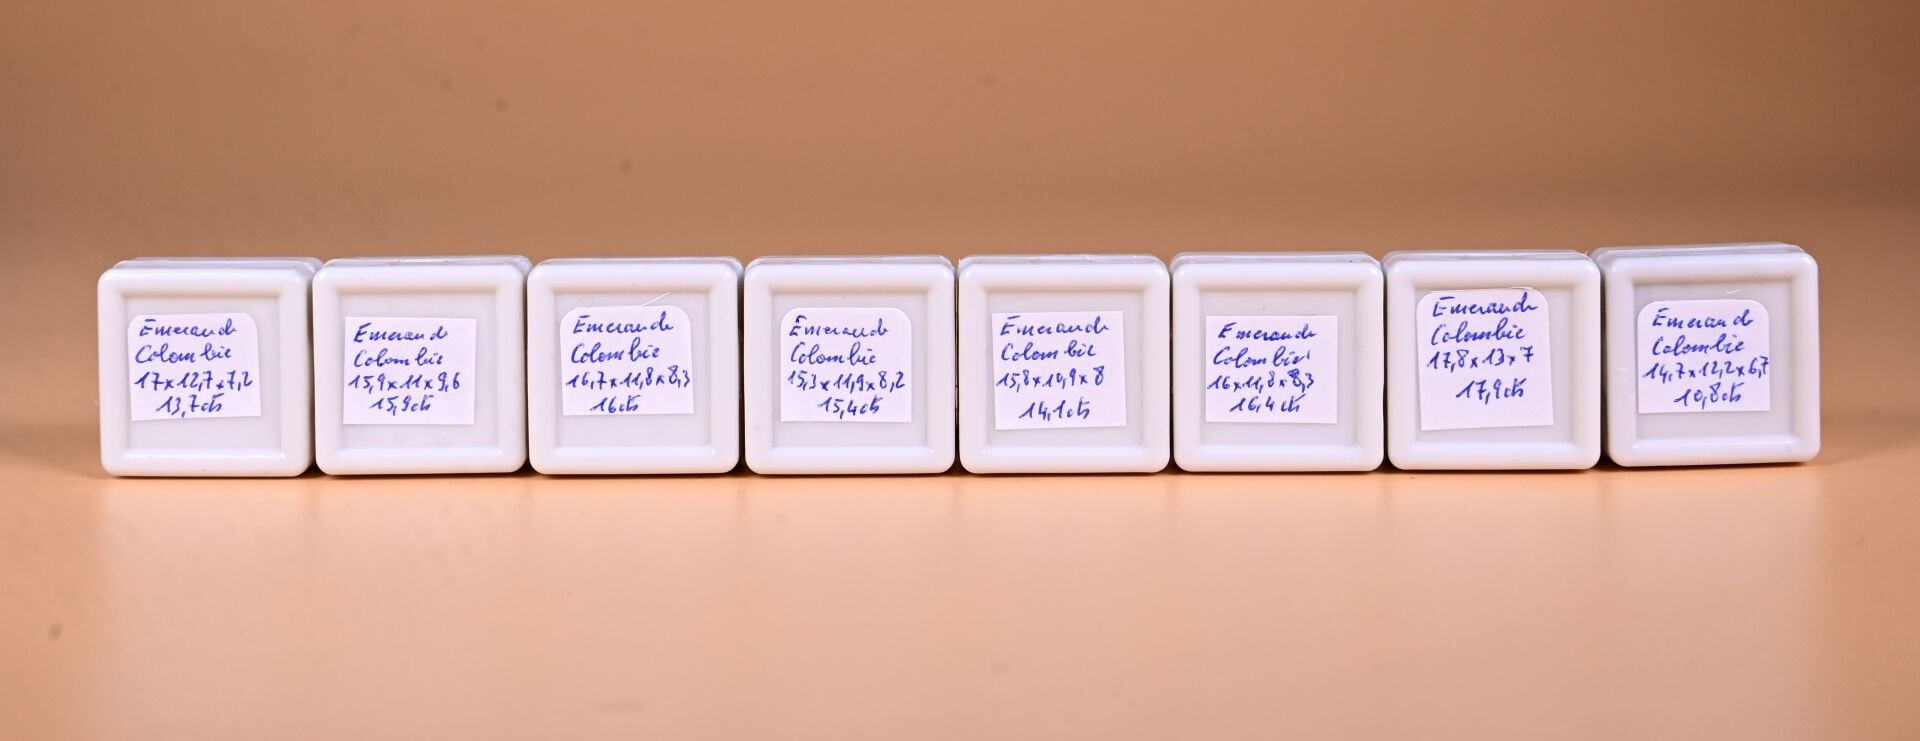 Emeraude
Colombie
17x12,7x7,2
13,7cts
Emeraude
Colombie
15,9x11x9,6
15,9cts
Emeraude
Colombie
16,7x11,8x8,3
16cts
Emeraude
Colombie
15,3x11,9x8,2
15,4cts
Emeraude
Colombie
15,8x10,9x8
14,1cts
Emeraude
Colombie
16x11,8x8,3
16,4cts
Emeraude
Colombie
17,8x13x7
17,9cts
Emeraude
Colombie
14,7x12,2x6,7
10,8cts